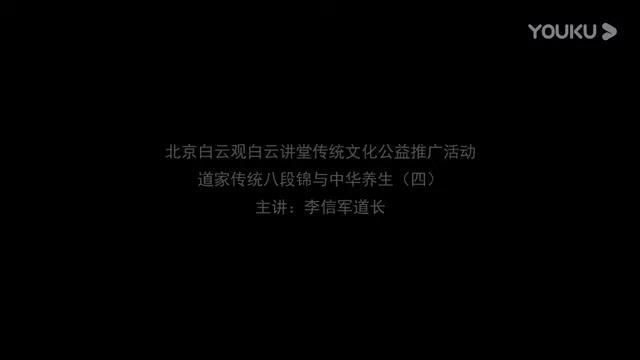 YOUKU
北京白云观白云讲堂传统文化公益推广活动
道家传统八段锦与中华养生（四）
主讲：李信军道长